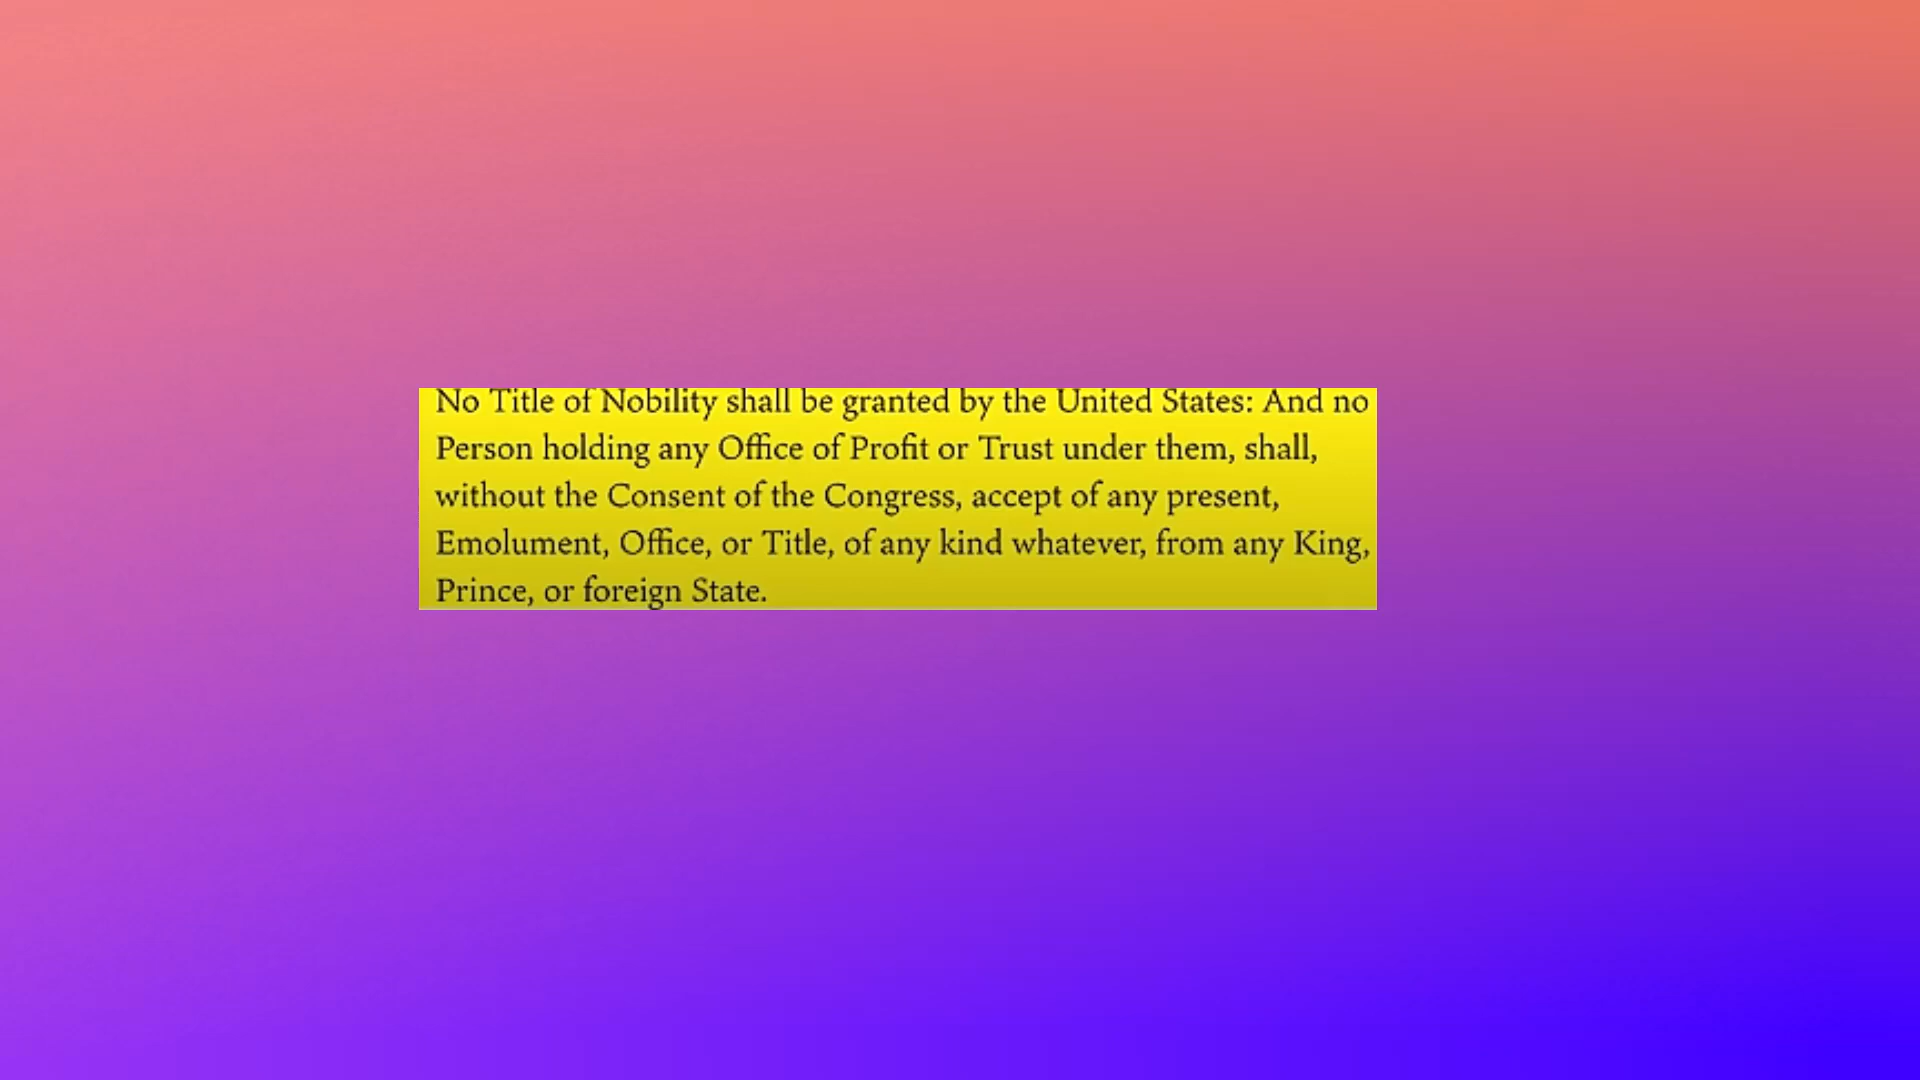 No Title of Nobility shall be granted by the United States: And no
Person holding any Office of Profit or Trust under them, shall,
without the Consent of the Congress, accept of any present,
Emolument, Office, or Title, of any kind whatever, from any King,
Prince, or foreign State.